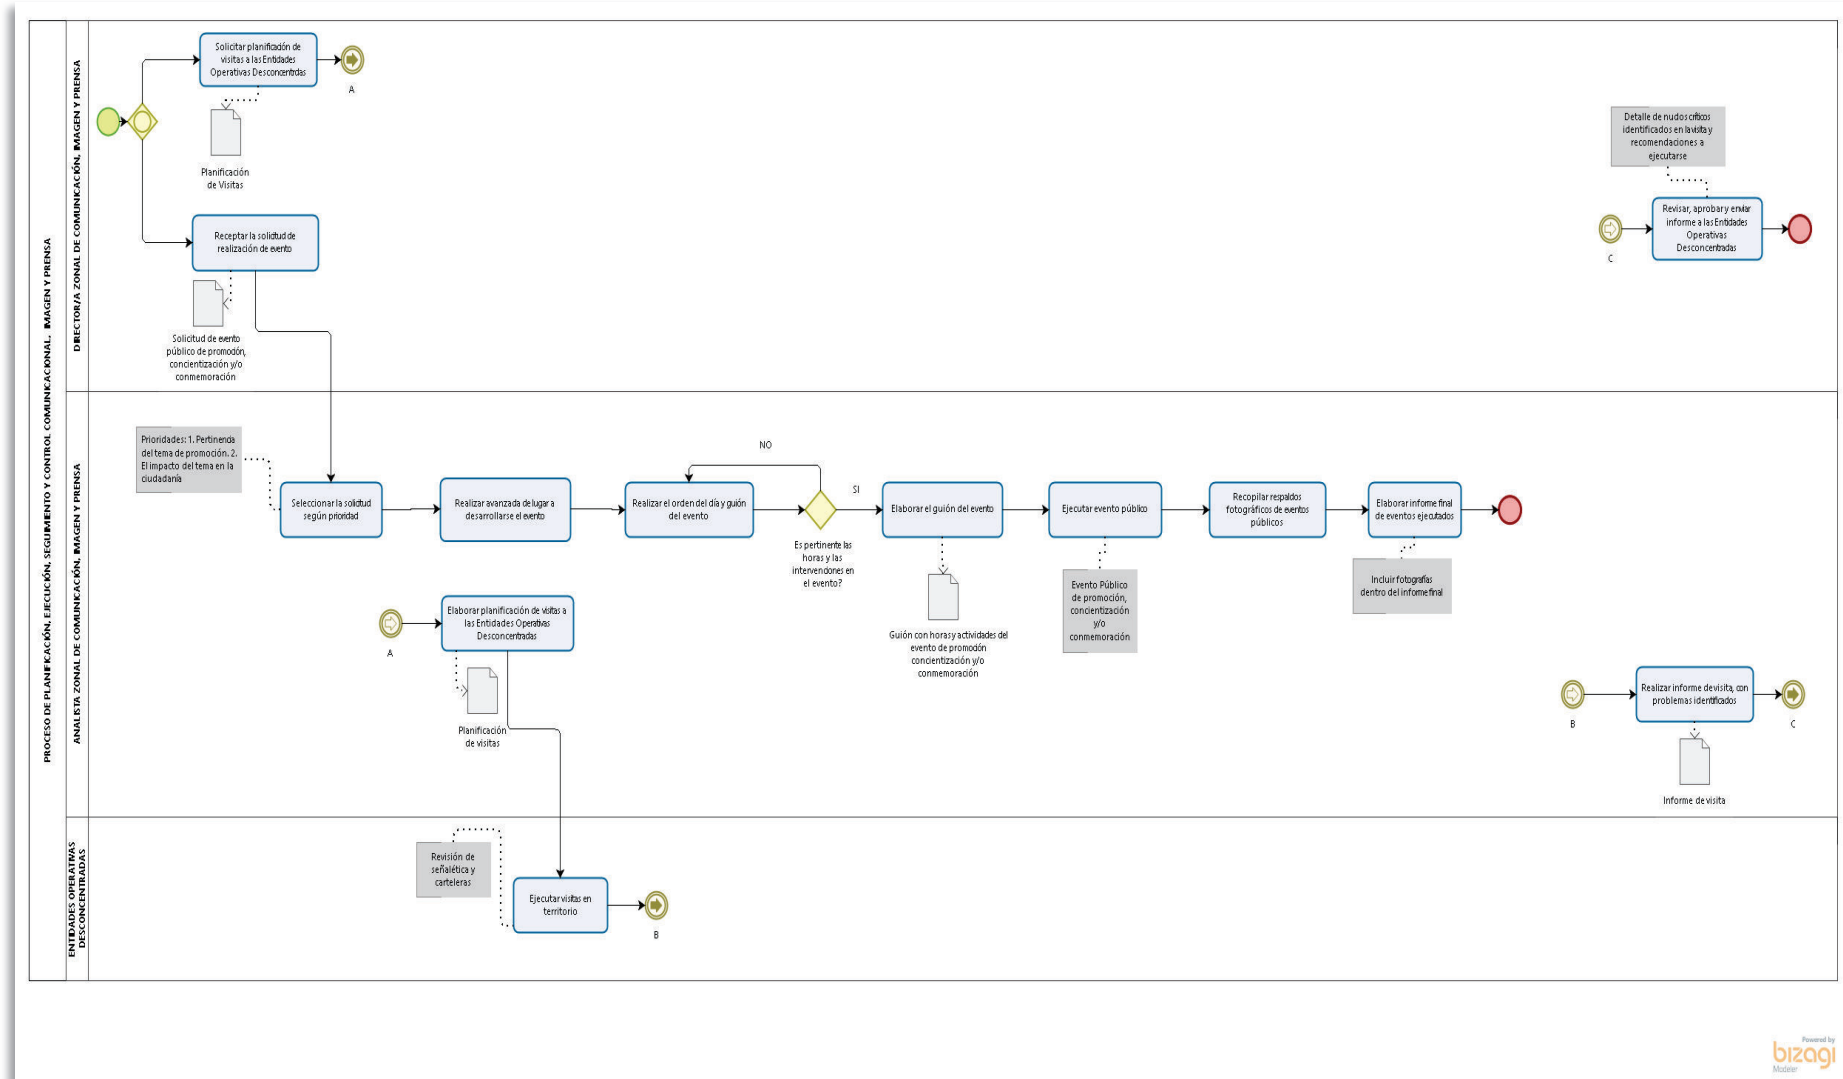 PROCESO DE PLANIFICACIÓN, EJECUCIÓN, SEGUIMIENTO Y CONTROL COMUNICACIONAL, IMAGEN Y PRENSA
DIRECTOR/A ZONAL DE COMUNICACIÓN, IMAGEN Y PRENSA
Solicitar planificación de
visitas a las Entidades
Operativas Desconcentrdas
A
Planificación
de Visitas
Receptar la solicitud de
realización de evento
Solicitud de evento
público de promoción,
concientización y/o
conmemoración
Detalle de nudos críticos
identificados en la visita y
recomendaciones a
ejecutarse
C
Revisar, aprobar y enviar
informe a las Entidades
Operativas
Desconcentradas
ANALISTA ZONAL DE COMUNICACIÓN, IMAGEN Y PRENSA
Prioridades: 1. Pertinencia
del tema de promoción. 2.
El impacto del tema en la
ciudadanía
Seleccionar la solicitud
según prioridad
Realizar avanzada de lugar a
desarrollarse el evento
Realizar el orden del día y guión
del evento
NO
Es pertinente las
horas y las
intervenciones en
el evento?
SI
Elaborar el guión del evento
Guión con horas y actividades del
evento de promoción
concientización y/o
conmemoración
Ejecutar evento público
Evento Público
de promoción,
concientización
y/o
conmemoración
Recopilar respaldos
fotográficos de eventos
públicos
Elaborar informe final
de eventos ejecutados
Incluir fotografías
dentro del informe final
A
Elaborar planificación de visitas a
las Entidades Operativas
Desconcentradas
Planificación
de visitas
B
Realizar informe de visita, con
problemas identificados
C
Informe de visita
ENTIDADES OPERATIVAS
DESCONCENTRADAS
Revisión de
señalética y
carteleras
Ejecutar visitas en
territorio
B
Powered by
bizagi
Modeler